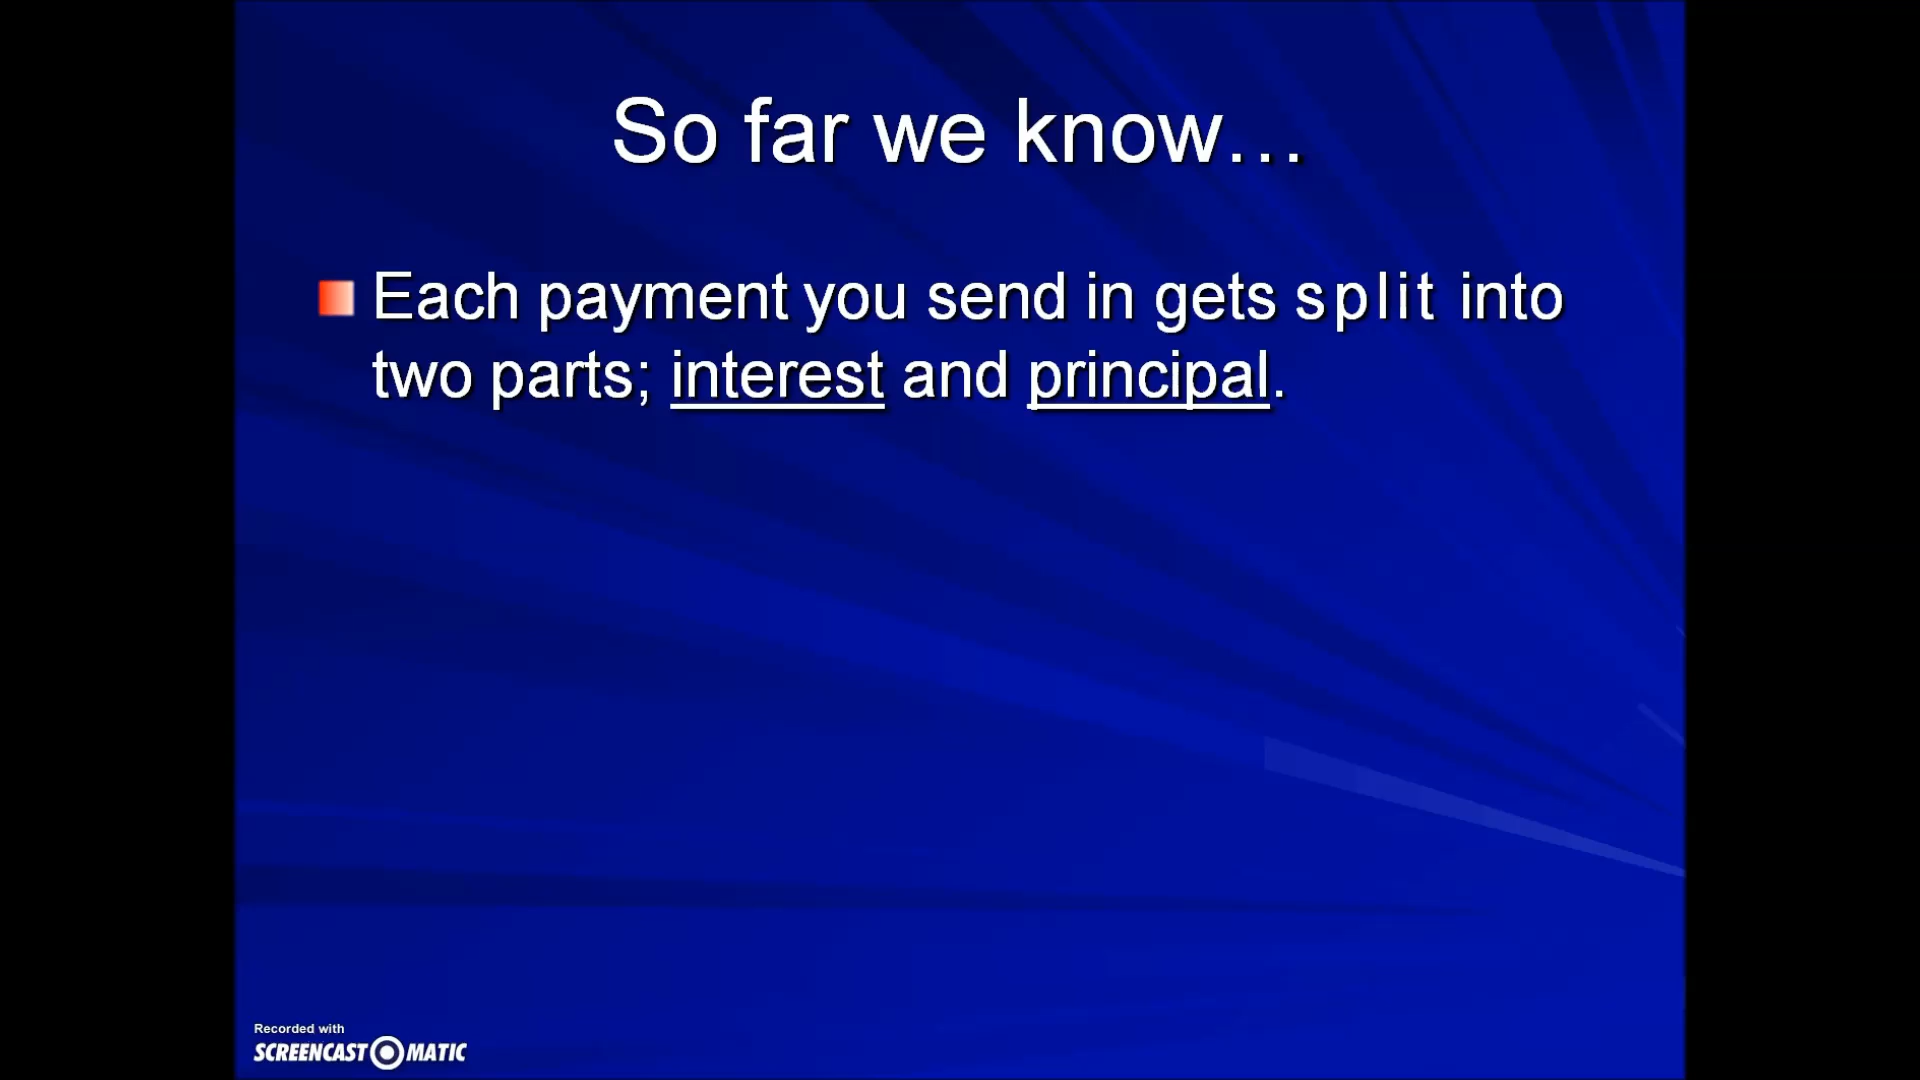 So far we know...
Each payment you send in gets split into
two parts; interest and principal.
Recorded with
SCREENCAST MATIC